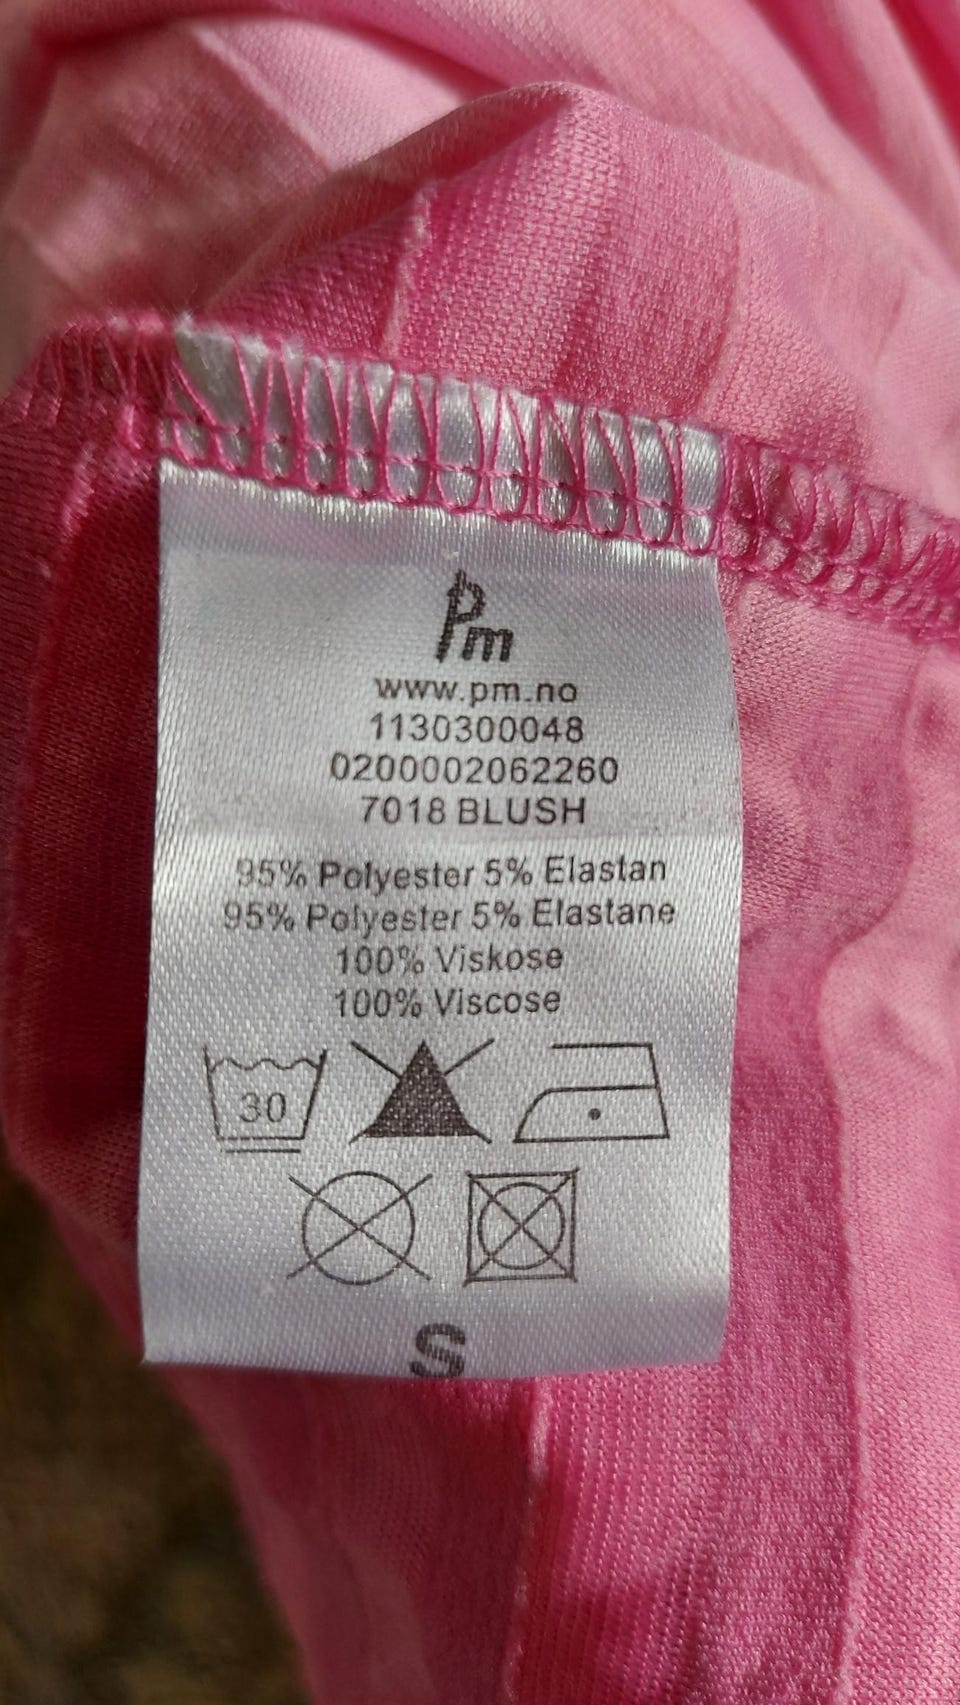 Pm
www.pm.no
1130300048
0200002062260
7018 BLUSH
95% Polyester 5% Elastan
95% Polyester 5% Elastane
100% Viskose
100% Viscose
30
S